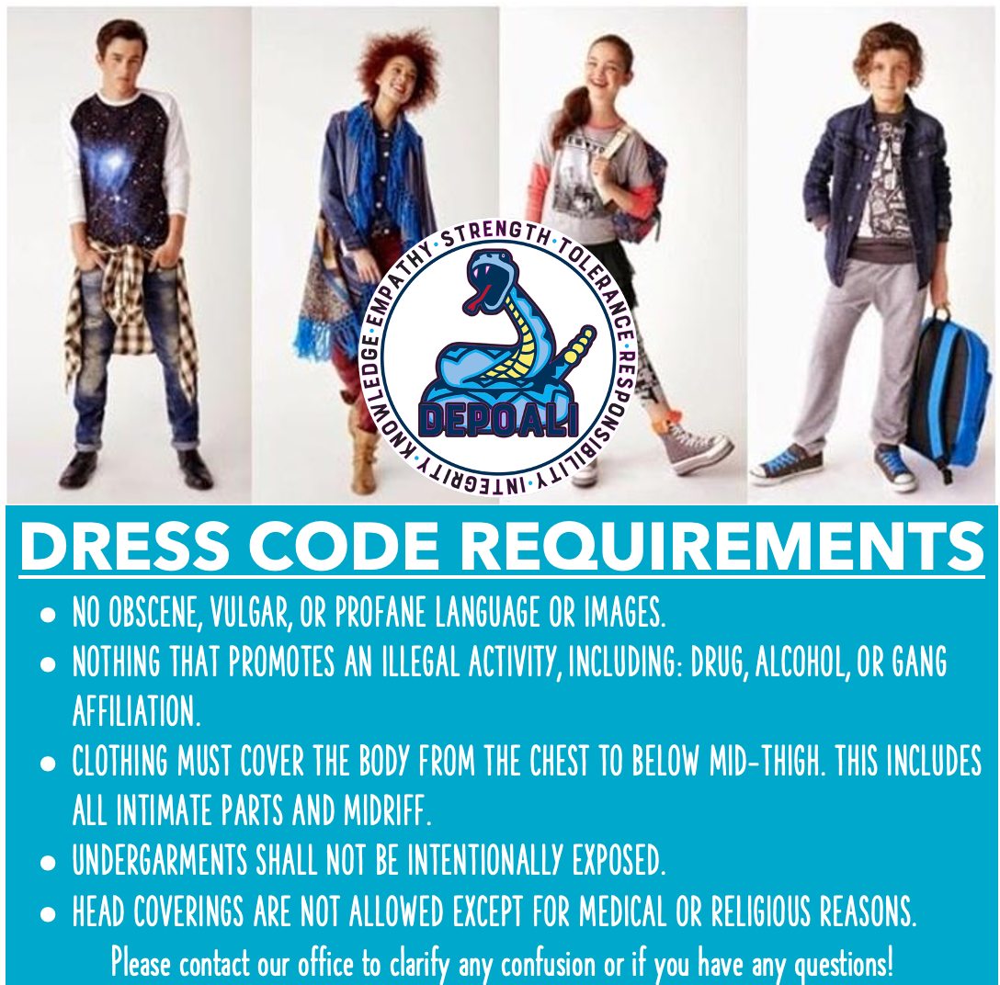 EMPATHY · STRENGTH · TOLERANCE · RESPONSIBILITY · INTEGRITY · KNOWLEDGE ·
DEPOALI
DRESS CODE REQUIREMENTS
• NO OBSCENE, VULGAR, OR PROFANE LANGUAGE OR IMAGES.
• NOTHING THAT PROMOTES AN ILLEGAL ACTIVITY, INCLUDING: DRUG, ALCOHOL, OR GANG
AFFILIATION.
• CLOTHING MUST COVER THE BODY FROM THE CHEST TO BELOW MID-THIGH. THIS INCLUDES
ALL INTIMATE PARTS AND MIDRIFF.
• UNDERGARMENTS SHALL NOT BE INTENTIONALLY EXPOSED.
• HEAD COVERINGS ARE NOT ALLOWED EXCEPT FOR MEDICAL OR RELIGIOUS REASONS.
Please contact our office to clarify any confusion or if you have any questions!